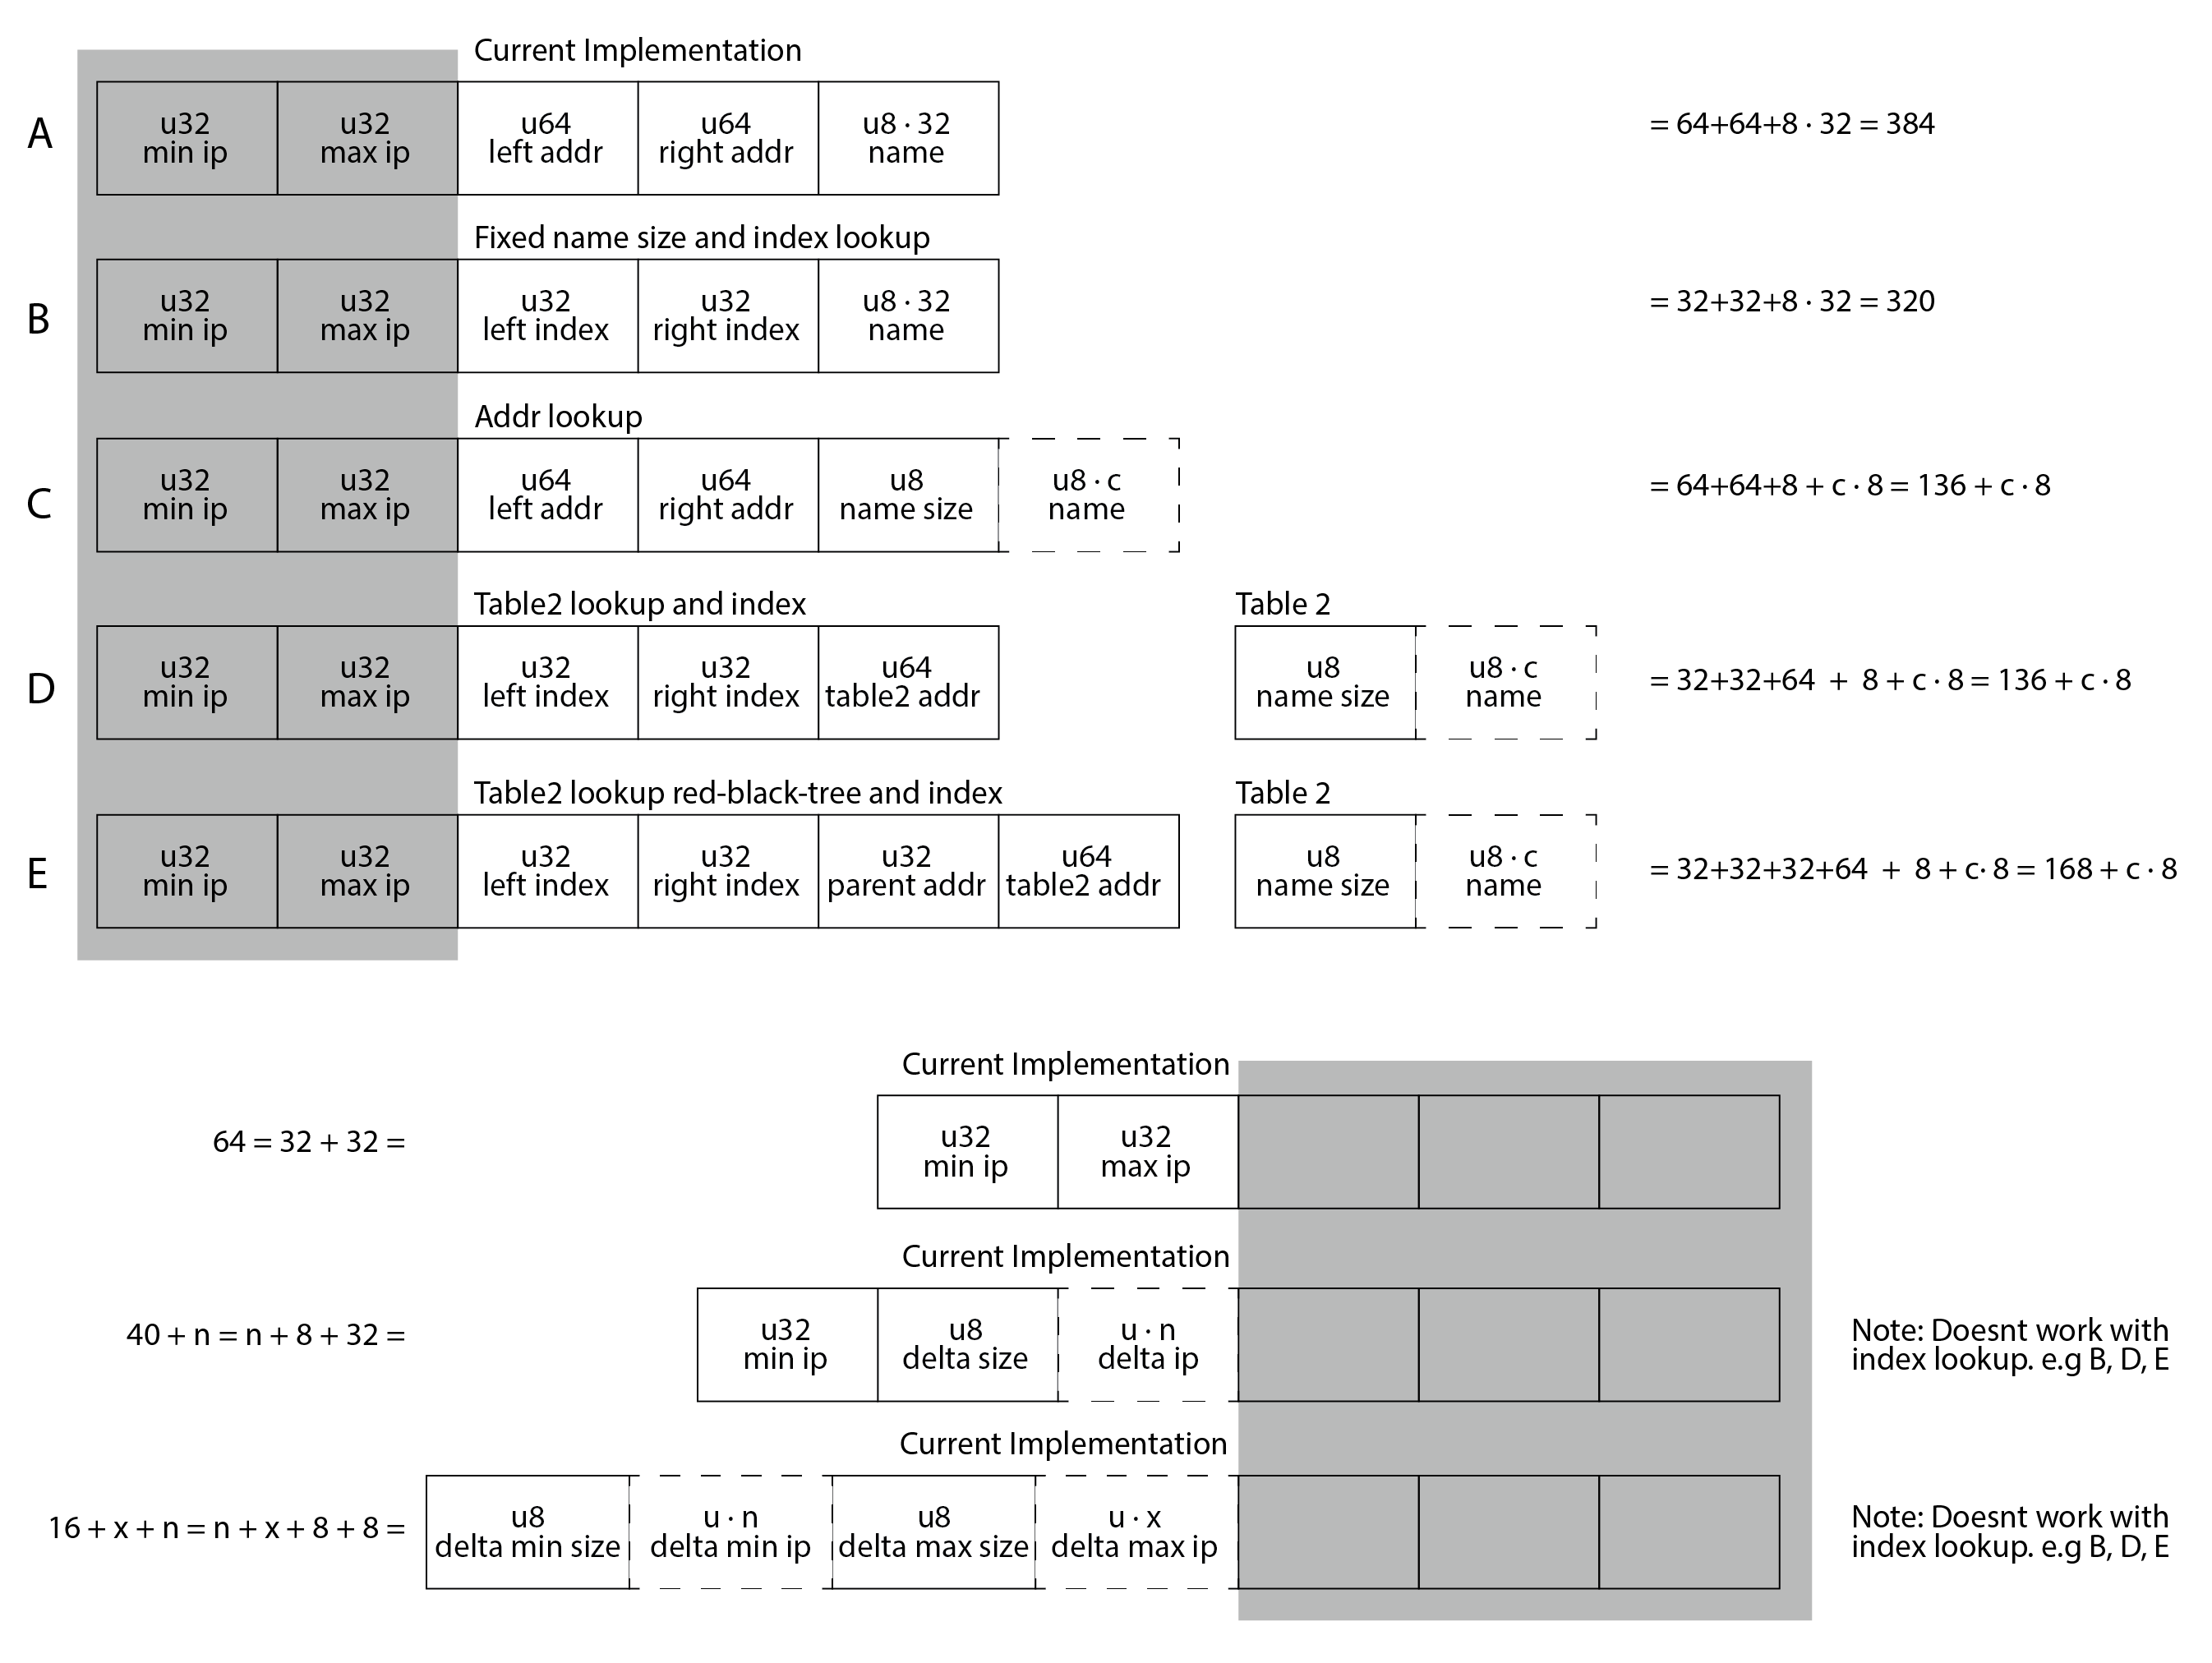 Current Implementation
A
u32
min ip
u32
max ip
u64
left addr
u64
right addr
u8 · 32
name
= 64+64+8 · 32 = 384
Fixed name size and index lookup
B
u32
min ip
u32
max ip
u32
left index
u32
right index
u8 · 32
name
= 32+32+8 · 32 = 320
Addr lookup
C
u32
min ip
u32
max ip
u64
left addr
u64
right addr
u8
name size
u8 · c
name
= 64+64+8 + c · 8 = 136 + c · 8
Table2 lookup and index
Table 2
D
u32
min ip
u32
max ip
u32
left index
u32
right index
u64
table2 addr
u8
name size
u8 · c
name
= 32+32+64 + 8 + c · 8 = 136 + c · 8
Table2 lookup red-black-tree and index
Table 2
E
u32
min ip
u32
max ip
u32
left index
u32
right index
u32
parent addr
u64
table2 addr
u8
name size
u8 · c
name
= 32+32+32+64 + 8 + c· 8 = 168 + c · 8
Current Implementation
64 = 32 + 32 =
u32
min ip
u32
max ip
Current Implementation
40 + n = n + 8 + 32 =
u32
min ip
u8
delta size
u · n
delta ip
Note: Doesnt work with
index lookup. e.g B, D, E
Current Implementation
16 + x + n = n + x + 8 + 8 =
u8
delta min size
u · n
delta min ip
u8
delta max size
u · x
delta max ip
Note: Doesnt work with
index lookup. e.g B, D, E